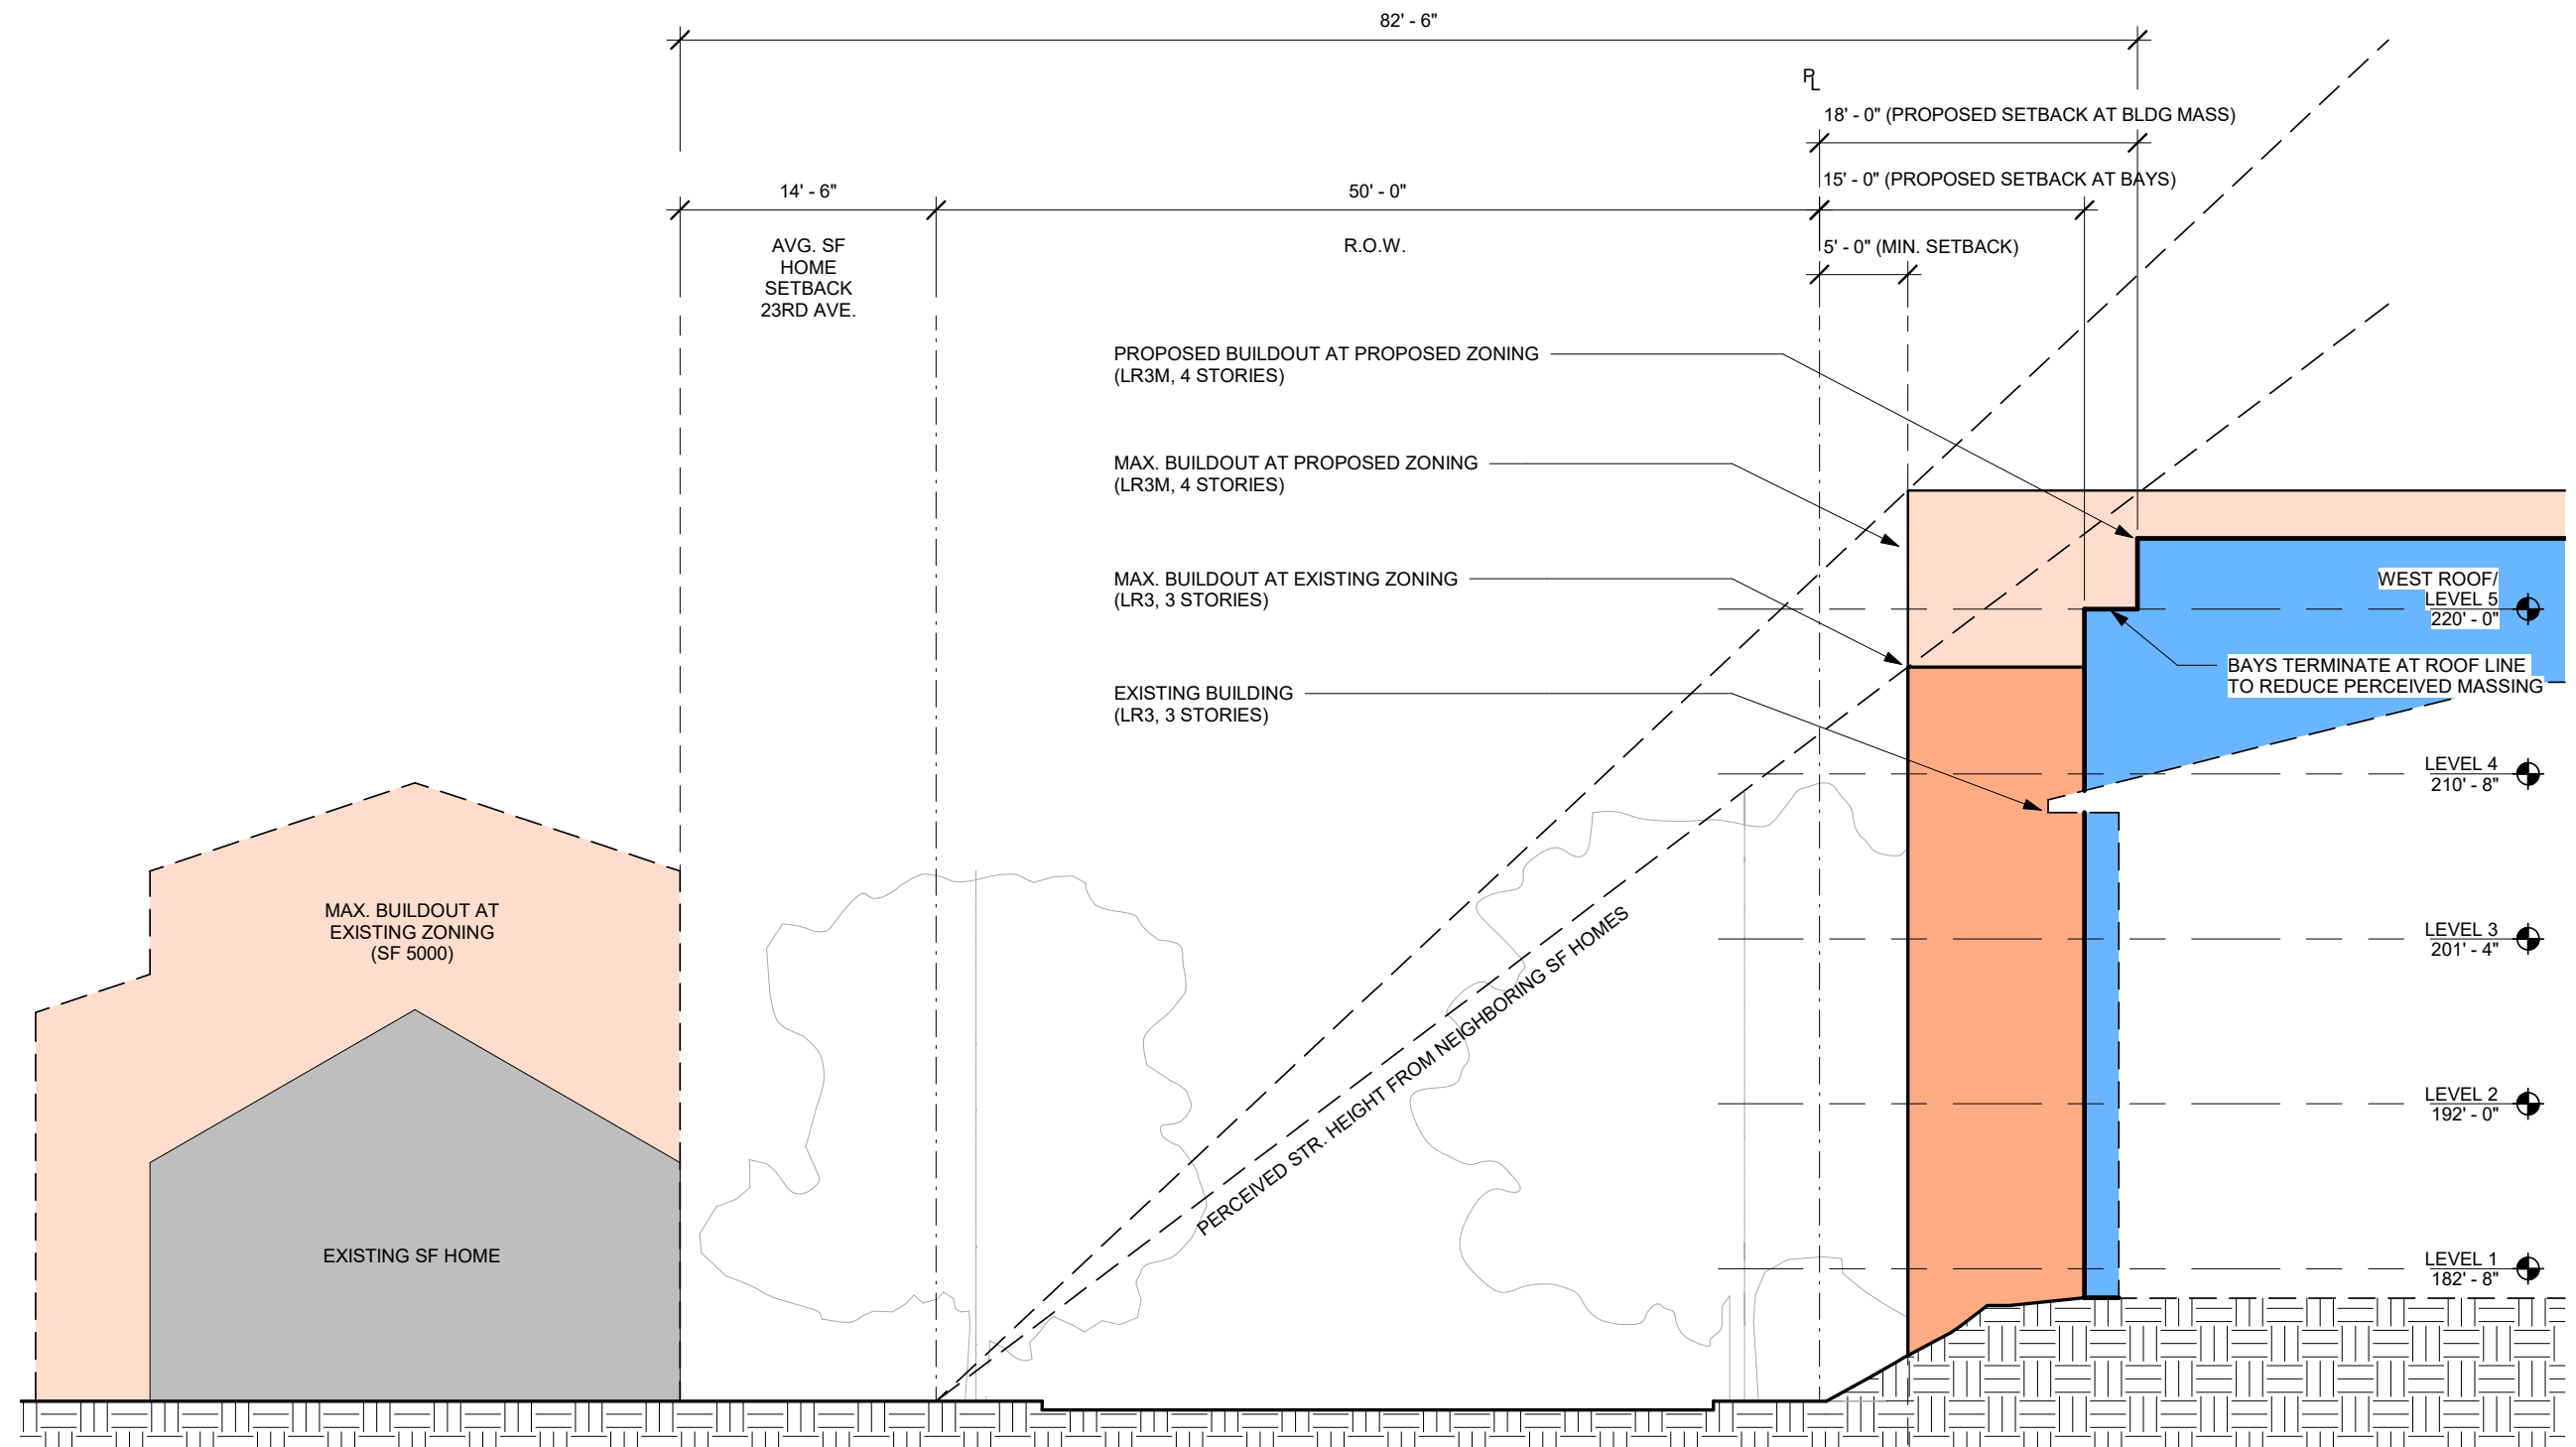 82' - 6"
PL
18' - 0" (PROPOSED SETBACK AT BLDG MASS)
15' - 0" (PROPOSED SETBACK AT BAYS)
14' - 6"
50' - 0"
AVG. SF
HOME
SETBACK
23RD AVE.
R.O.W.
5' - 0" (MIN. SETBACK)
PROPOSED BUILDOUT AT PROPOSED ZONING
(LR3M, 4 STORIES)
MAX. BUILDOUT AT PROPOSED ZONING
(LR3M, 4 STORIES)
MAX. BUILDOUT AT EXISTING ZONING
(LR3, 3 STORIES)
EXISTING BUILDING
(LR3, 3 STORIES)
WEST ROOF/
LEVEL 5
220' - 0"
BAYS TERMINATE AT ROOF LINE
TO REDUCE PERCEIVED MASSING
LEVEL 4
210' - 8"
LEVEL 3
201' - 4"
LEVEL 2
192' - 0"
LEVEL 1
182' - 8"
PERCEIVED STR. HEIGHT FROM NEIGHBORING SF HOMES
MAX. BUILDOUT AT
EXISTING ZONING
(SF 5000)
EXISTING SF HOME